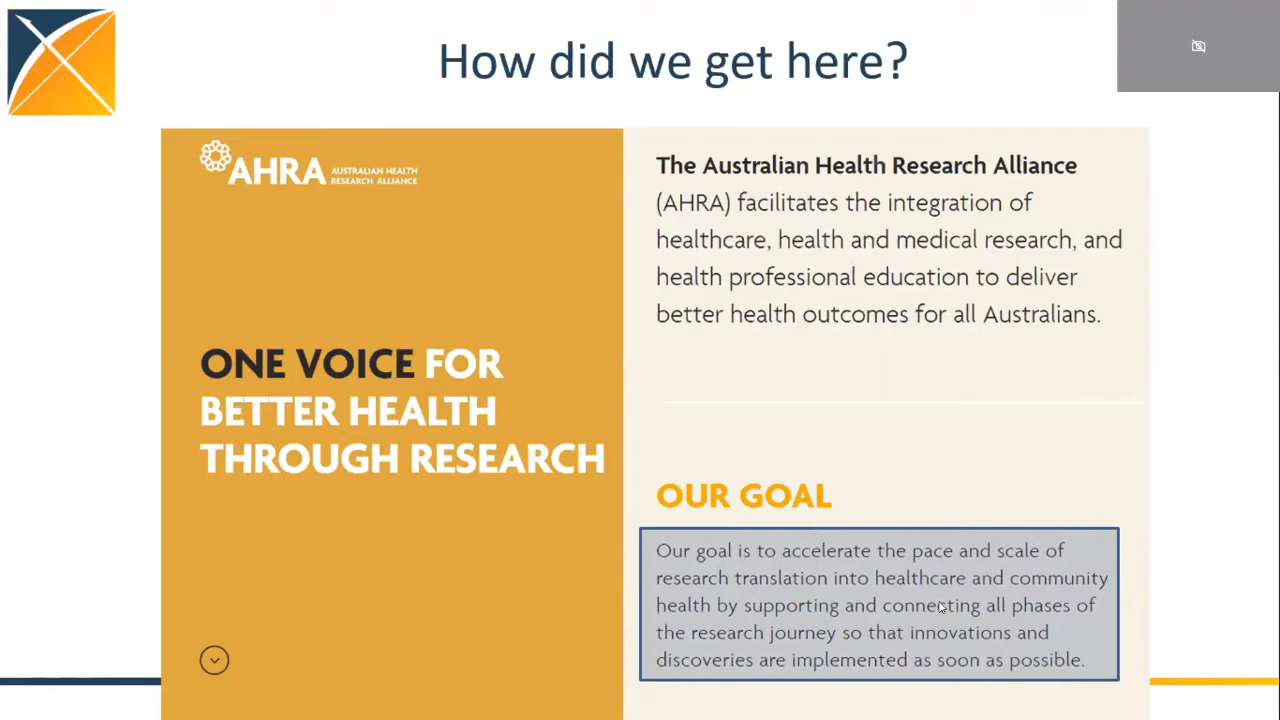 How did we get here?
AHRA AUSTRALIAN HEALTH
RESEARCH ALLIANCE
ONE VOICE FOR
BETTER HEALTH
THROUGH RESEARCH
The Australian Health Research Alliance
(AHRA) facilitates the integration of
healthcare, health and medical research, and
health professional education to deliver
better health outcomes for all Australians.
OUR GOAL
Our goal is to accelerate the pace and scale of
research translation into healthcare and community
health by supporting and connecting all phases of
the research journey so that innovations and
discoveries are implemented as soon as possible.